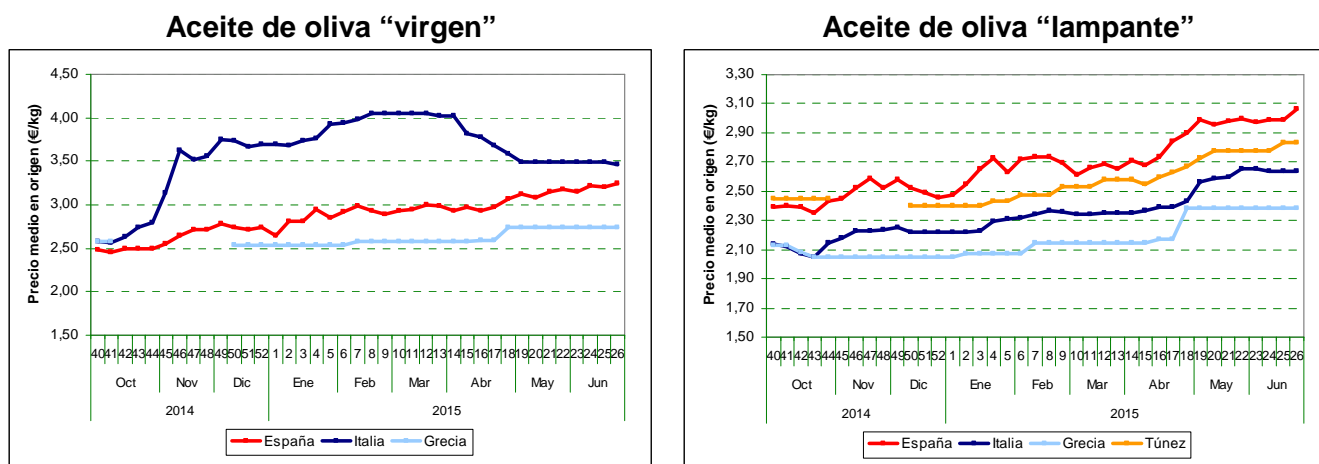 Aceite de oliva “virgen”
Precio medio en origen (€/kg)
4,50
4,00
3,50
3,00
2,50
2,00
1,50
40 41 42 43 44 45 46 47 48 49 50 51 52 1 2 3 4 5 6 7 8 9 10 11 12 13 14 15 16 17 18 19 20 21 22 23 24 25 26
Oct Nov Dic Ene Feb Mar Abr May Jun
2014 2015
España Italia Grecia
Aceite de oliva “lampante”
Precio medio en origen (€/kg)
3,30
3,10
2,90
2,70
2,50
2,30
2,10
1,90
1,70
1,50
40 41 42 43 44 45 46 47 48 49 50 51 52 1 2 3 4 5 6 7 8 9 10 11 12 13 14 15 16 17 18 19 20 21 22 23 24 25 26
Oct Nov Dic Ene Feb Mar Abr May Jun
2014 2015
España Italia Grecia Túnez